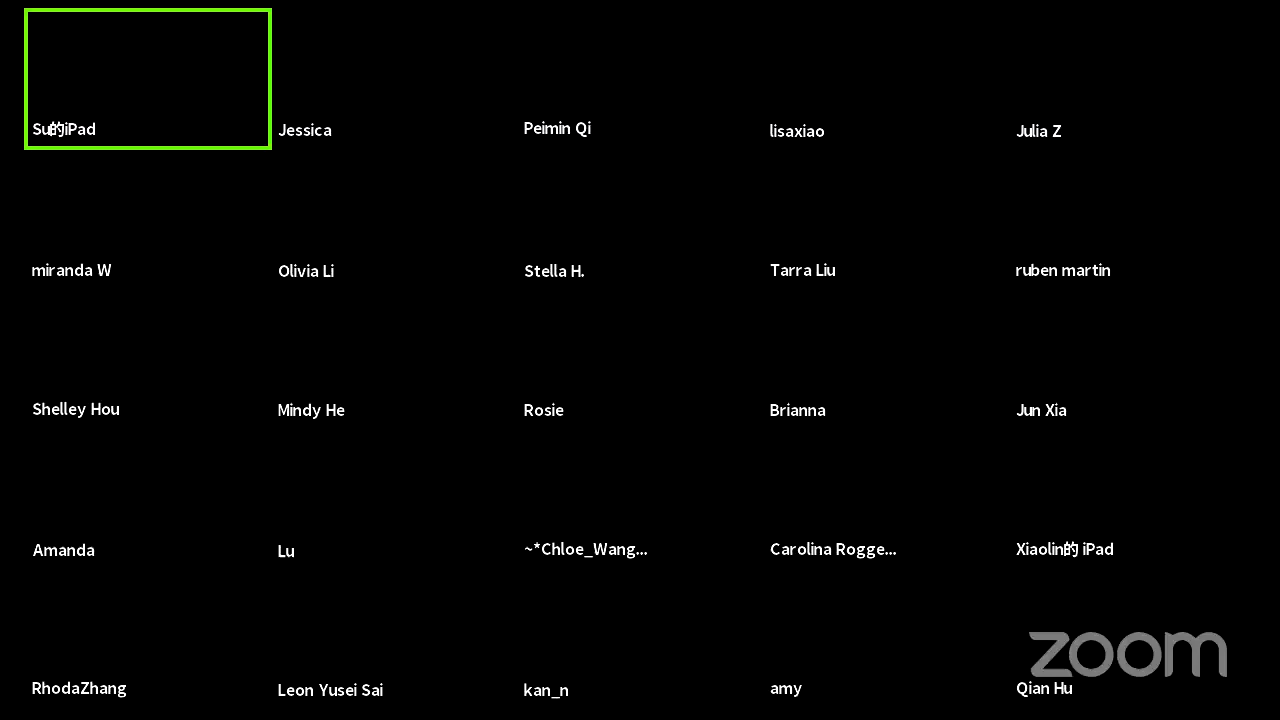 Su的iPad
Jessica
Peimin Qi
lisaxiao
Julia Z
miranda W
Olivia Li
Stella H.
Tarra Liu
ruben martin
Shelley Hou
Mindy He
Rosie
Brianna
Jun Xia
Amanda
Lu
~*Chloe_Wang...
Carolina Rogge...
Xiaolin的 iPad
zoom
RhodaZhang
Leon Yusei Sai
kan_n
amy
Qian Hu